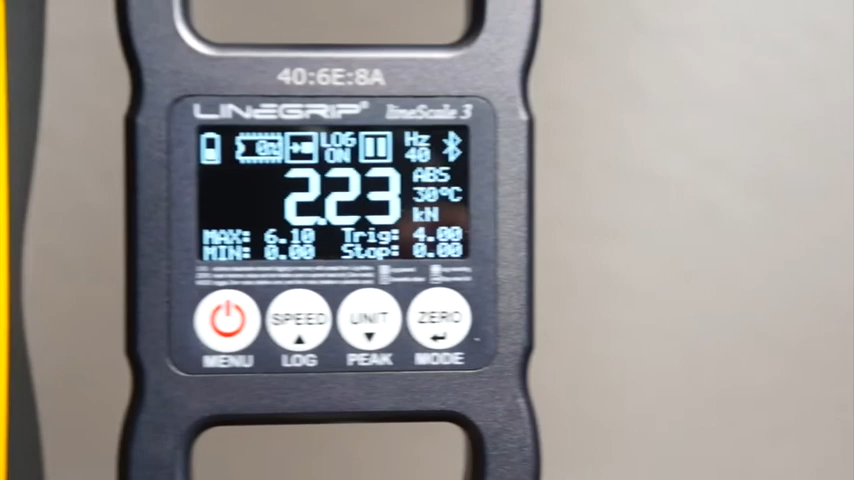 40:6E:8A
LINEGRIP® lineScale 3
0% LOG ON Hz 40
2.23 ABS 30°C kN
MAX: 6.10 Trig: 4.00
MIN: 0.00 Stop: 0.00
SPEED UNIT ZERO
MENU LOG PEAK MODE